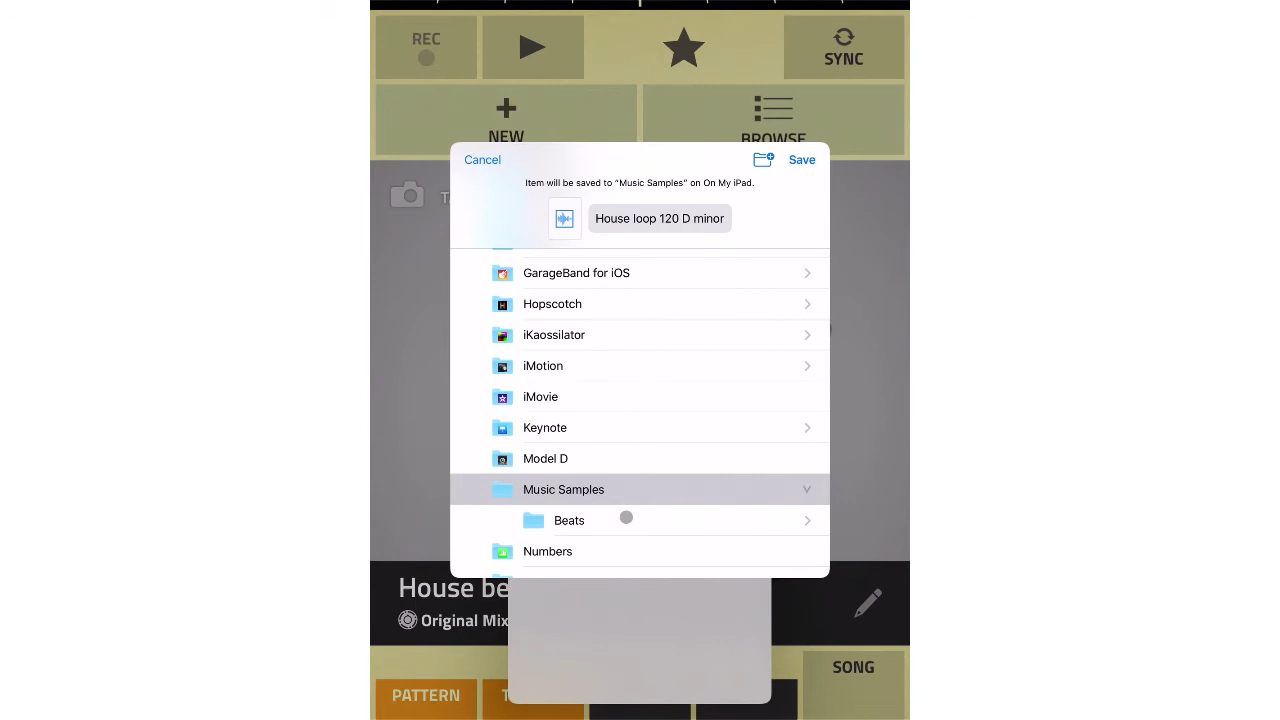 REC
SYNC
NEW
BROWSE
Cancel
Save
Item will be saved to “Music Samples” on On My iPad.
House loop 120 D minor
GarageBand for iOS
Hopscotch
iKaossilator
iMotion
iMovie
Keynote
Model D
Music Samples
Beats
Numbers
House be
Original Mix
SONG
PATTERN